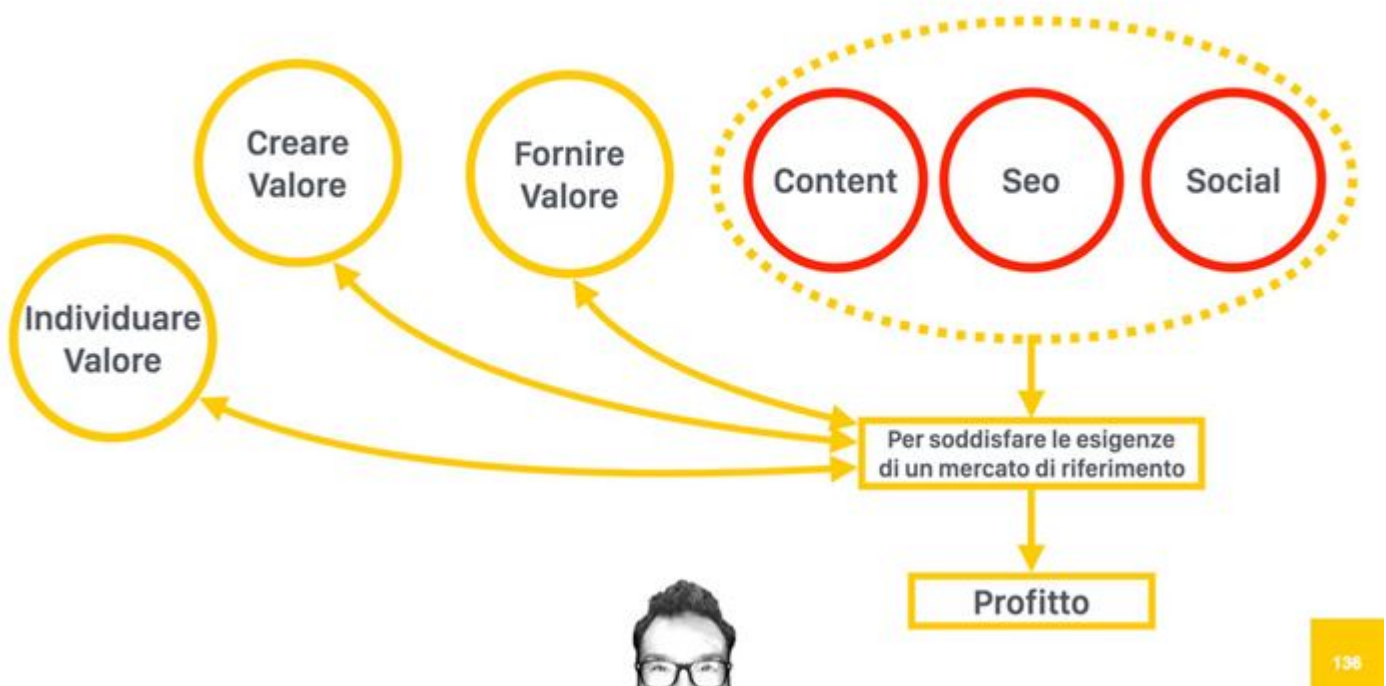 Creare
Valore
Fornire
Valore
Content
Seo
Social
Individuare
Valore
Per soddisfare le esigenze
di un mercato di riferimento
Profitto
136